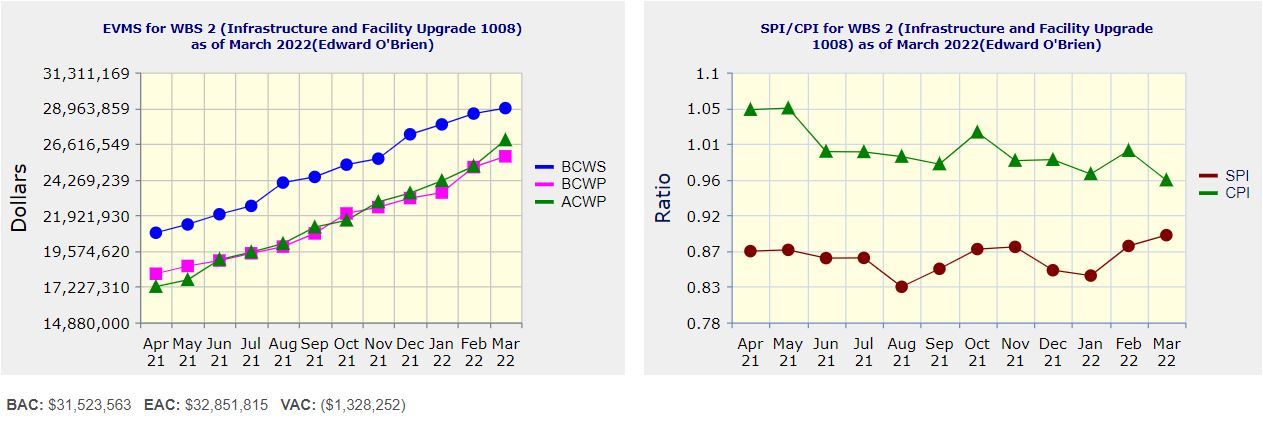 EVMS for WBS 2 (Infrastructure and Facility Upgrade 1008)
as of March 2022(Edward O'Brien)
Dollars
31,311,169
28,963,859
26,616,549
24,269,239
21,921,930
19,574,620
17,227,310
14,880,000
Apr May Jun Jul Aug Sep Oct Nov Dec Jan Feb Mar
21 21 21 21 21 21 21 21 21 22 22 22
BCWS
BCWP
ACWP
SPI/CPI for WBS 2 (Infrastructure and Facility Upgrade
1008) as of March 2022(Edward O'Brien)
Ratio
1.1
1.05
1.01
0.96
0.92
0.87
0.83
0.78
Apr May Jun Jul Aug Sep Oct Nov Dec Jan Feb Mar
21 21 21 21 21 21 21 21 21 22 22 22
SPI
CPI
BAC: $31,523,563 EAC: $32,851,815 VAC: ($1,328,252)